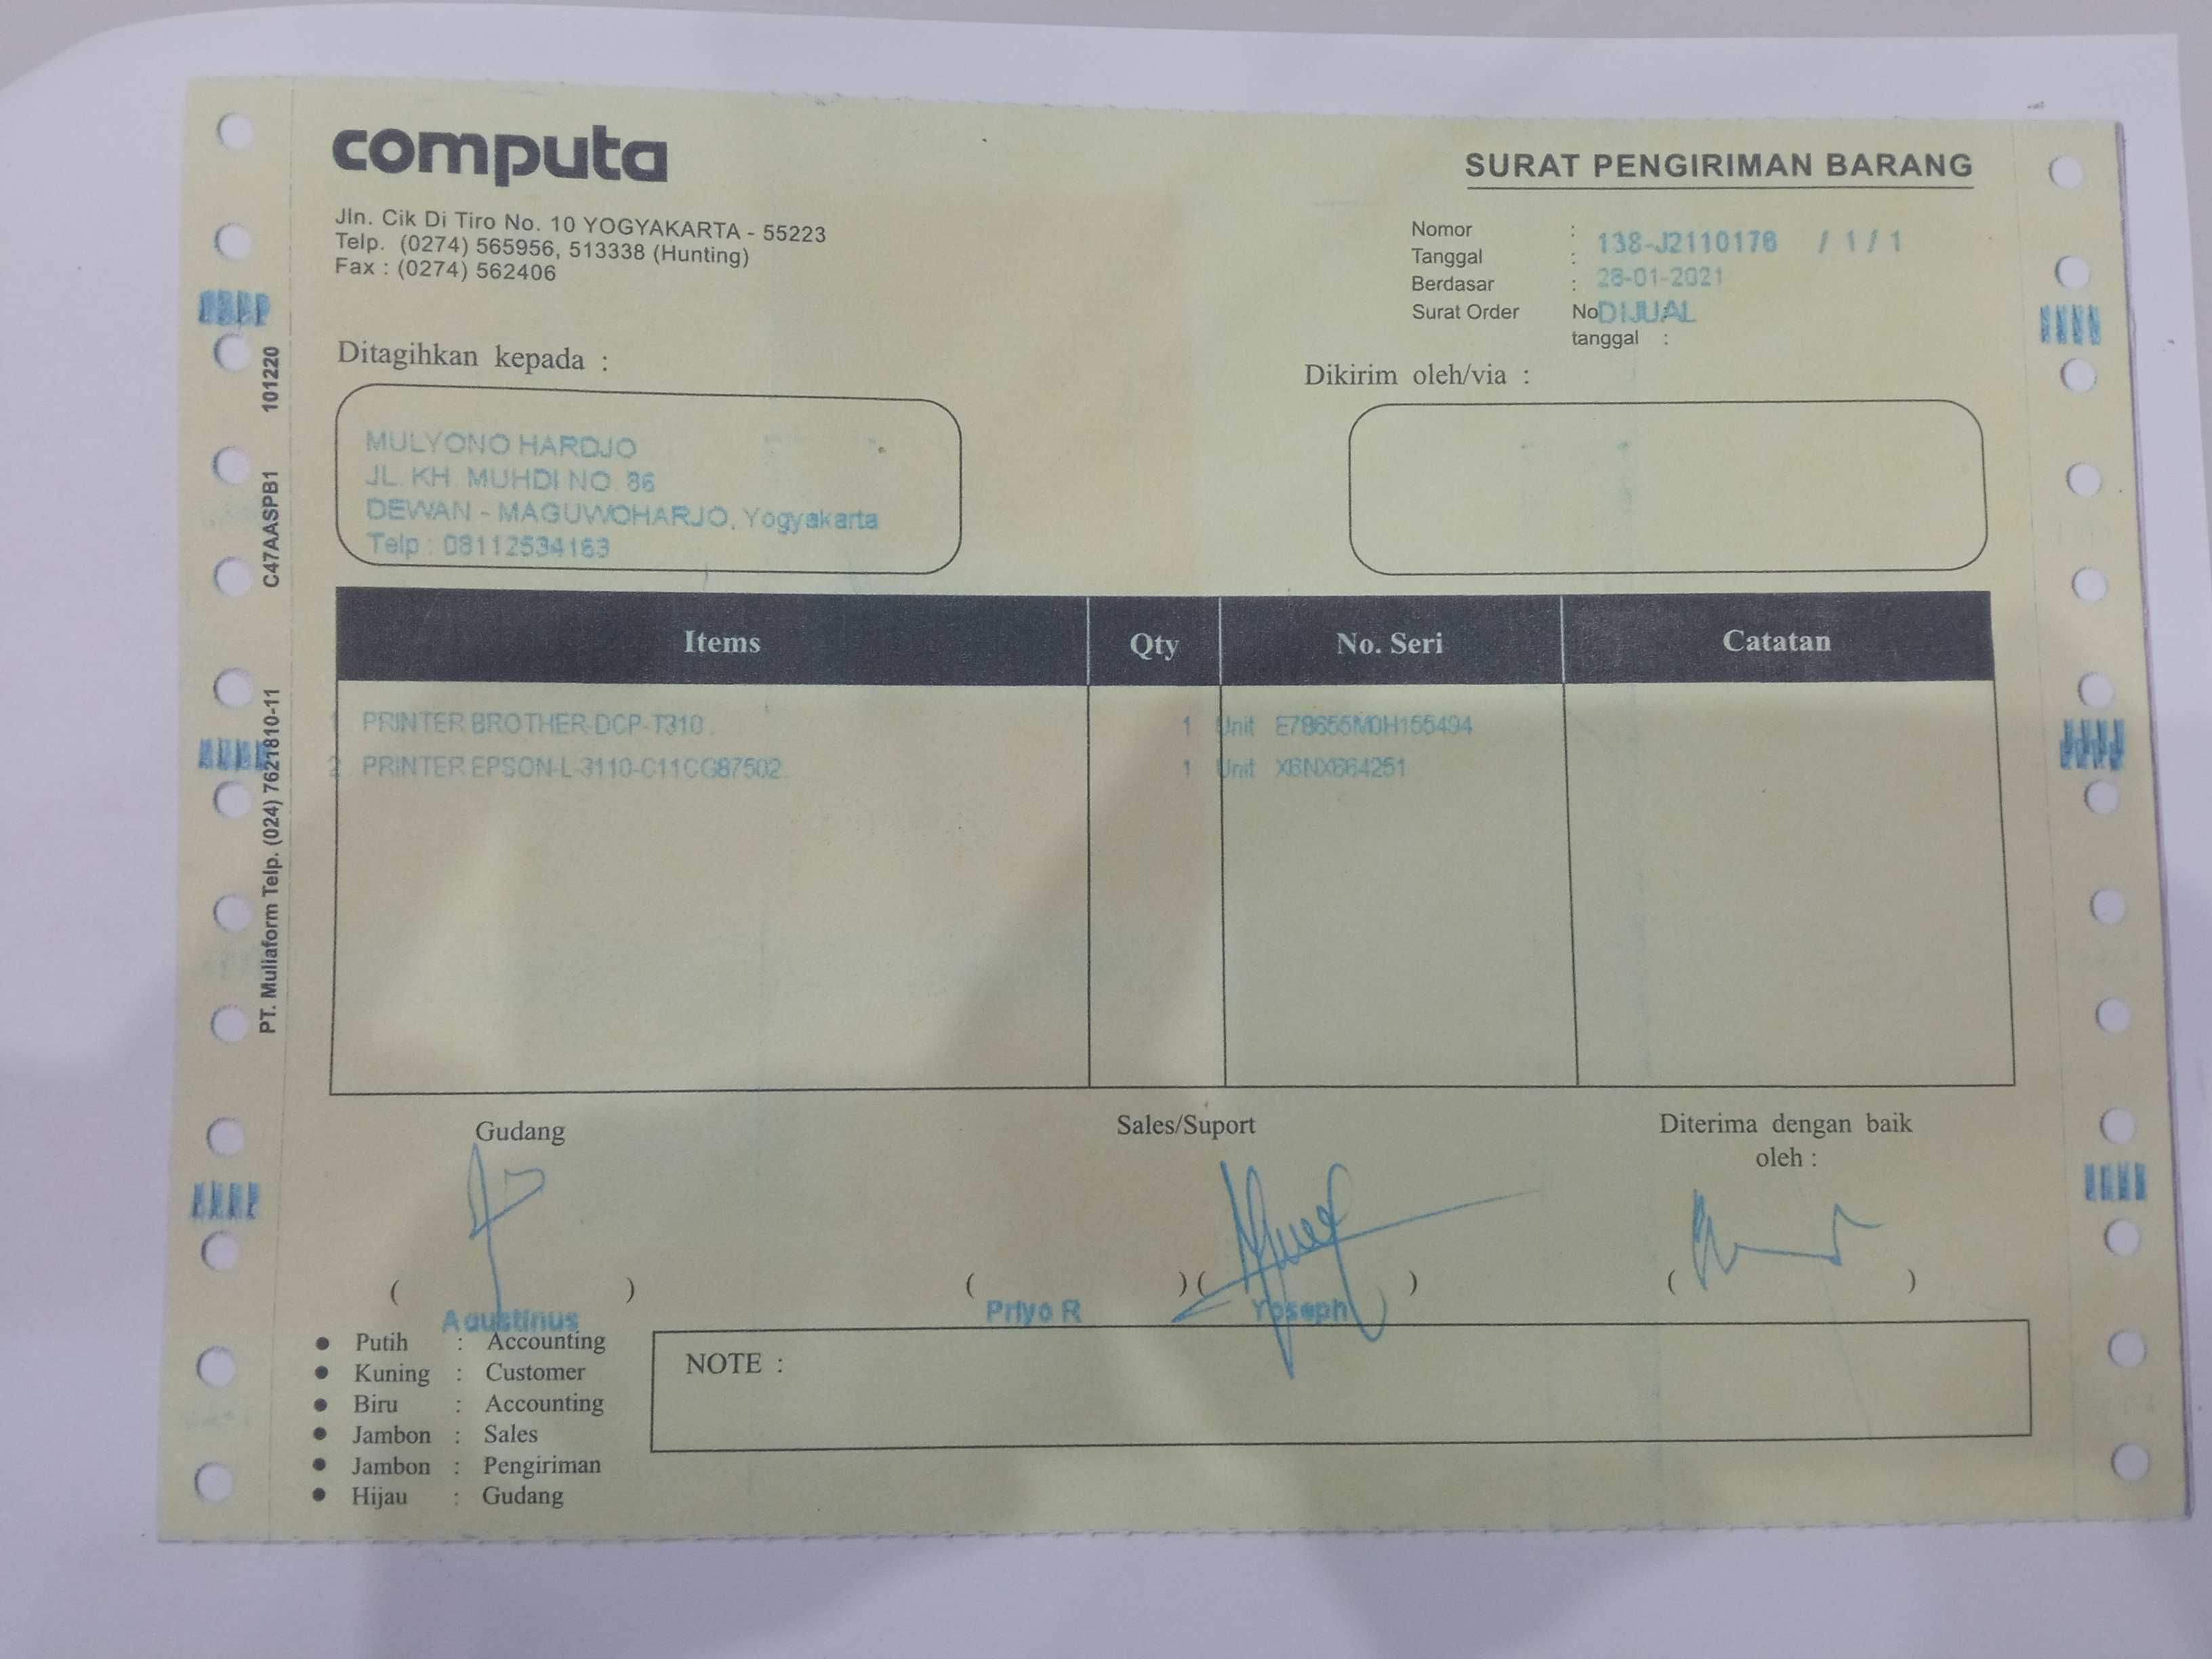 computa
Jln. Cik Di Tiro No. 10 YOGYAKARTA - 55223
Telp. (0274) 565956, 513338 (Hunting)
Fax : (0274) 562406
SURAT PENGIRIMAN BARANG
Nomor : 138-J2110176 / 1 / 1
Tanggal : 28-01-2021
Berdasar : DIJUAL
Surat Order No :
tanggal :
Ditagihkan kepada :
MULYONO HARDJO
JL. KH. MUHDI NO. 86
DEWAN - MAGUWOHARJO, Yogyakarta
Telp : 08112534163
Dikirim oleh/via :
Items Qty No. Seri Catatan
1 PRINTER BROTHER-DCP-T310 1 Unit E78655M0H155494
2 PRINTER EPSON-L-3110-C11CG87502 1 Unit X6NX664251
Gudang
Sales/Suport
Diterima dengan baik
oleh :
( ) ( ) ( ) ( )
Agustinus Priyo R Yoseph
• Putih : Accounting
• Kuning : Customer
• Biru : Accounting
• Jambon : Sales
• Jambon : Pengiriman
• Hijau : Gudang
NOTE :
PT. Muliaform Telp. (024) 7621810-11 C47AASPB1 101220